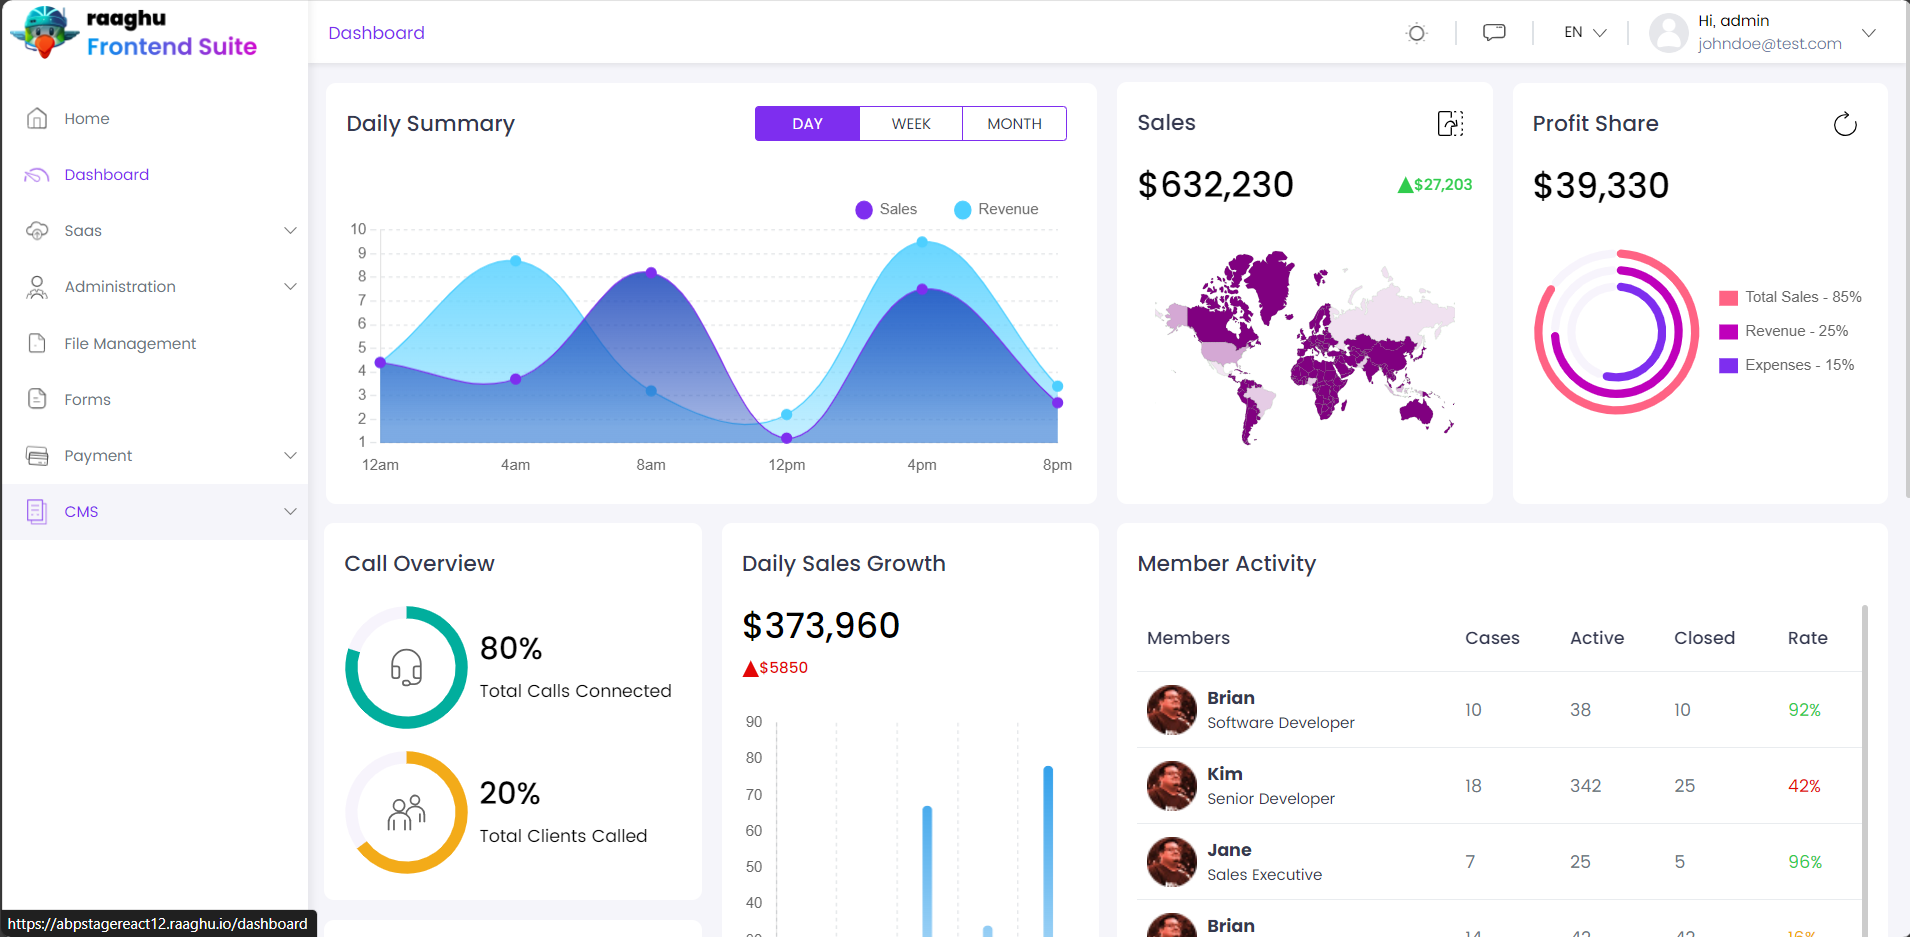 raaghu
Frontend Suite
Home
Dashboard
Saas
Administration
File Management
Forms
Payment
CMS
https://abpstagereact12.raaghu.io/dashboard
Dashboard
EN
Hi, admin
johndoe@test.com
Daily Summary
DAY WEEK MONTH
Sales Revenue
10
9
8
7
6
5
4
3
2
1
12am 4am 8am 12pm 4pm 8pm
Sales
$632,230
$27,203
Profit Share
$39,330
Total Sales - 85%
Revenue - 25%
Expenses - 15%
Call Overview
80%
Total Calls Connected
20%
Total Clients Called
Daily Sales Growth
$373,960
$5850
90
80
70
60
50
40
Member Activity
Members Cases Active Closed Rate
Brian
Software Developer
10 38 10 92%
Kim
Senior Developer
18 342 25 42%
Jane
Sales Executive
7 25 5 96%
Brian
14 42 42 16%